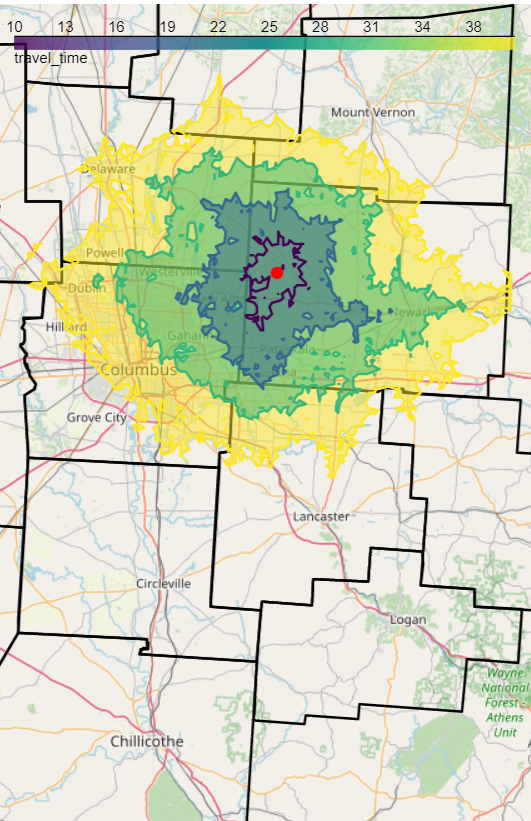 10 13 16 19 22 25 28 31 34 38
travel_time
Mount Vernon
Delaware
Powell
Westerville
Dublin
Newark
Hilliard
Gahan
Columbus
Grove City
Lancaster
Circleville
Logan
Wayne
National
Forest
Athens
Unit
Chillicothe